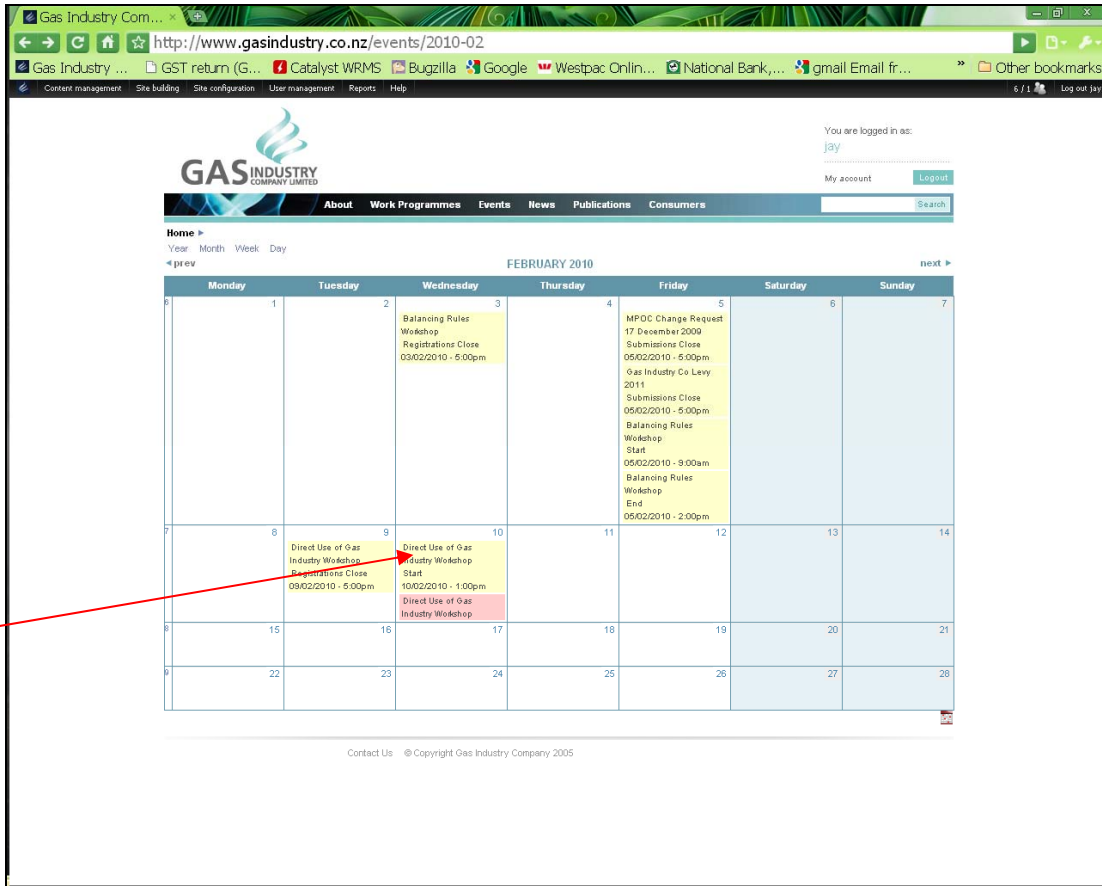 Gas Industry Com...
http://www.gasindustry.co.nz/events/2010-02
Gas Industry ... GST return (G... Catalyst WRMS Bugzilla Google Westpac Onlin... National Bank,... gmail Email fr... » Other bookmarks
Content management Site building Site configuration User management Reports Help 6 / 1 Log out jay
You are logged in as:
jay
GAS INDUSTRY
COMPANY LIMITED
My account Logout
About Work Programmes Events News Publications Consumers Search
Home
Year Month Week Day
prev FEBRUARY 2010 next
Monday Tuesday Wednesday Thursday Friday Saturday Sunday
6 1 2 3 4 5 6 7
Balancing Rules
Workshop
Registrations Close
03/02/2010 - 5:00pm
MPOC Change Request
17 December 2009
Submissions Close
05/02/2010 - 5:00pm
Gas Industry Co Levy
2011
Submissions Close
05/02/2010 - 5:00pm
Balancing Rules
Workshop
Start
05/02/2010 - 9:00am
Balancing Rules
Workshop
End
05/02/2010 - 2:00pm
7 8 9 10 11 12 13 14
Direct Use of Gas
Industry Workshop
Registrations Close
09/02/2010 - 5:00pm
Direct Use of Gas
Industry Workshop
Start
10/02/2010 - 1:00pm
Direct Use of Gas
Industry Workshop
8 15 16 17 18 19 20 21
9 22 23 24 25 26 27 28
Contact Us © Copyright Gas Industry Company 2005